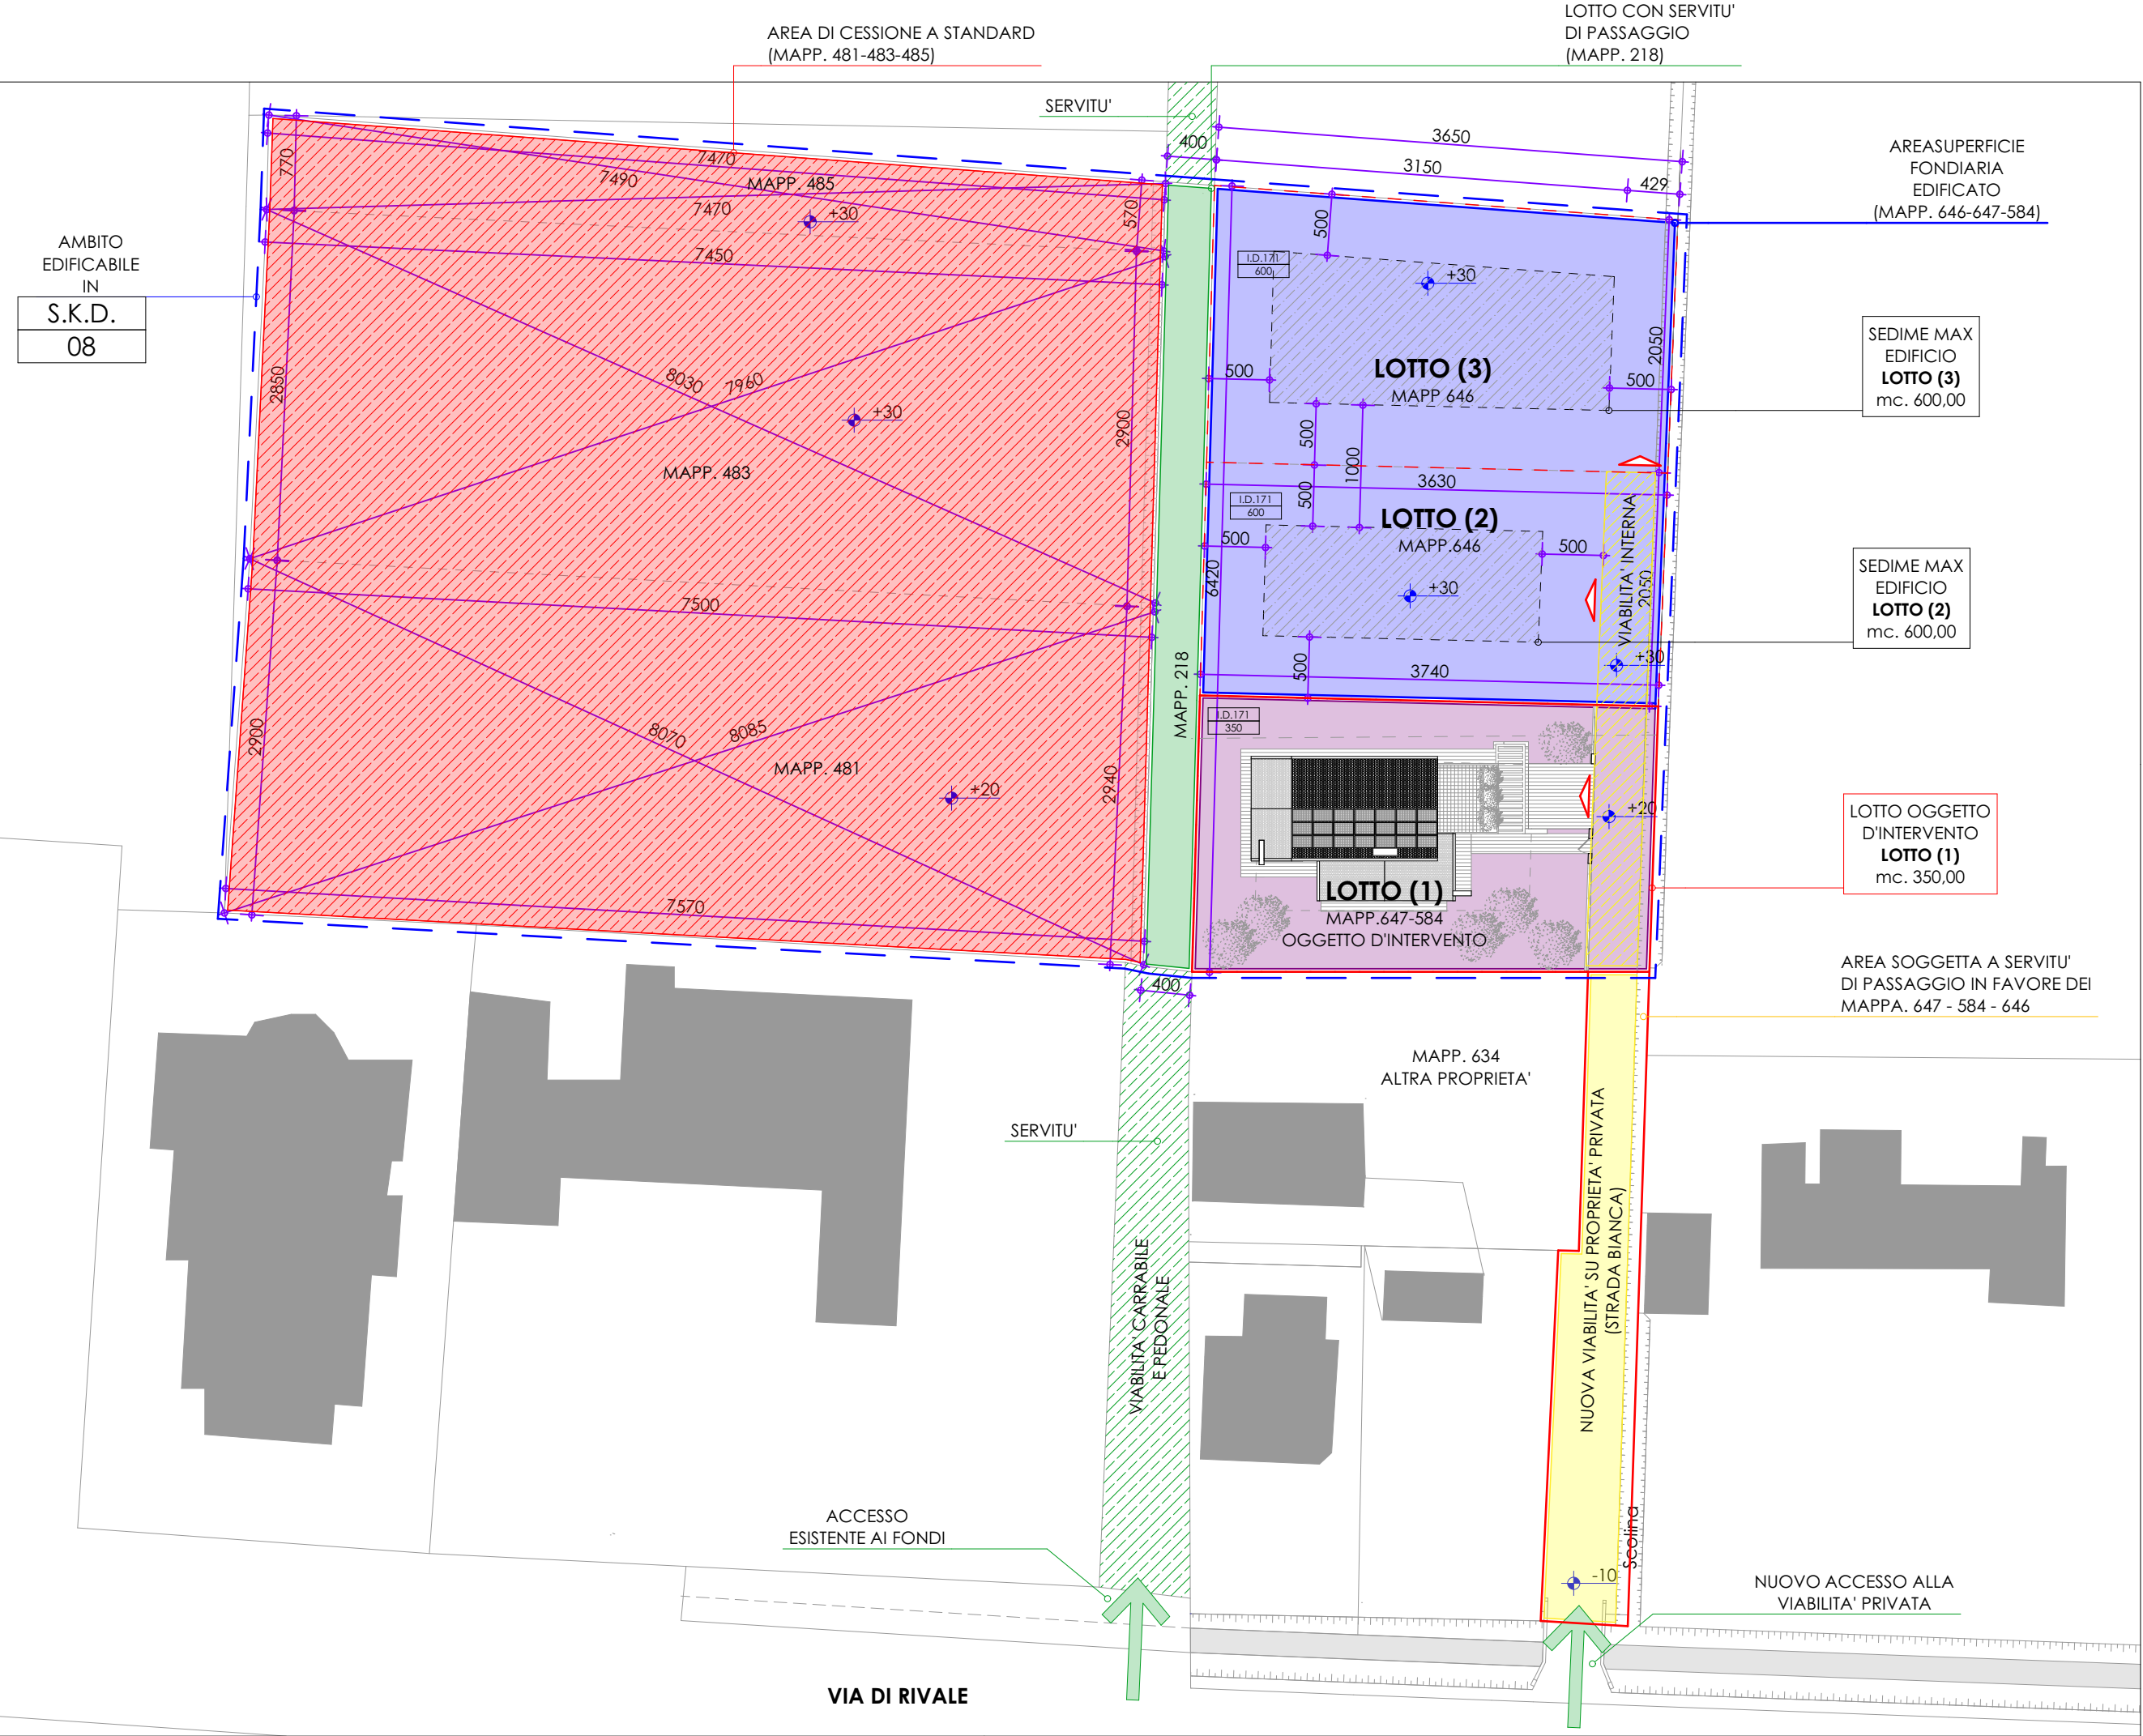 LOTTO CON SERVITU'
DI PASSAGGIO
(MAPP. 218)
AREA DI CESSIONE A STANDARD
(MAPP. 481-483-485)
SERVITU'
400
3650
3150
429
AREASUPERFICIE
FONDIARIA
EDIFICATO
(MAPP. 646-647-584)
AMBITO
EDIFICABILE
IN
S.K.D.
08
770
7470
7490
MAPP. 485
7470
+30
570
7450
2850
8030
7960
+30
2900
MAPP. 483
7500
2900
8070
8085
MAPP. 481
2940
+20
7570
MAPP. 218
500
I.D.171
600
+30
2050
LOTTO (3)
MAPP 646
500
500
SEDIME MAX
EDIFICIO
LOTTO (3)
mc. 600,00
500
1000
500
3630
I.D.171
600
LOTTO (2)
MAPP.646
500
500
VIABILITA' INTERNA
6420
+30
2050
SEDIME MAX
EDIFICIO
LOTTO (2)
mc. 600,00
500
3740
+30
I.D.171
350
+20
LOTTO (1)
MAPP.647-584
OGGETTO D'INTERVENTO
LOTTO OGGETTO
D'INTERVENTO
LOTTO (1)
mc. 350,00
400
AREA SOGGETTA A SERVITU'
DI PASSAGGIO IN FAVORE DEI
MAPPA. 647 - 584 - 646
MAPP. 634
ALTRA PROPRIETA'
SERVITU'
VIABILITA' CARRABILE
E PEDONALE
NUOVA VIABILITA' SU PROPRIETA' PRIVATA
(STRADA BIANCA)
Scolina
ACCESSO
ESISTENTE AI FONDI
-10
NUOVO ACCESSO ALLA
VIABILITA' PRIVATA
VIA DI RIVALE